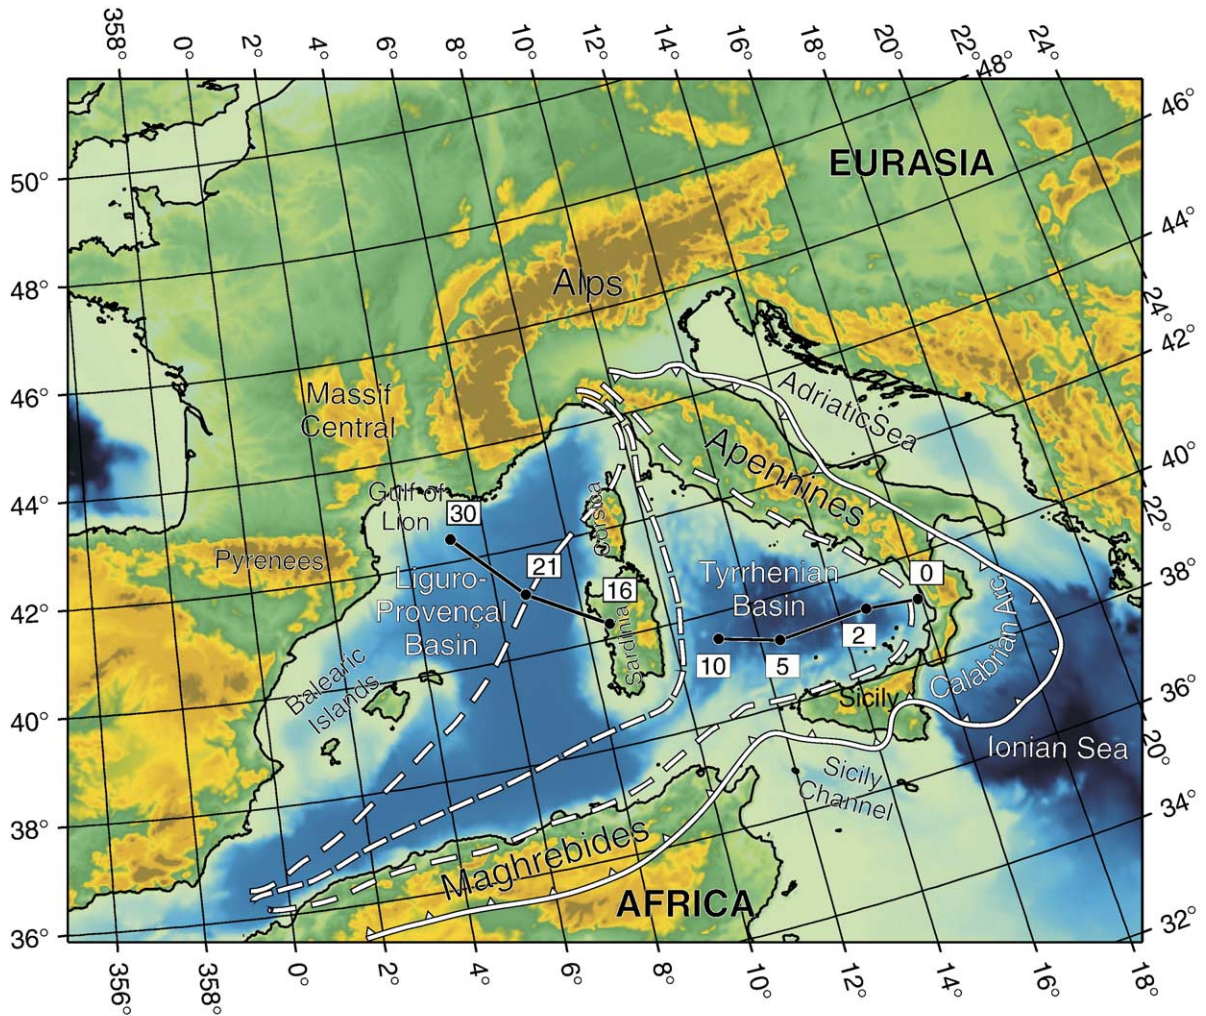 358°
0°
2°
4°
6°
8°
10°
12°
14°
16°
18°
20°
22°
24°
48°
46°
50°
EURASIA
44°
48°
Alps
24°
42°
46°
Massif
Central
Adriatic Sea
40°
Apennines
44°
Gulf of
Lion
30
Corsica
22°
Pyrenees
21
Tyrrhenian
Basin
0
38°
42°
Liguro-
Provençal
Basin
16
Sardinia
2
10
5
Calabrian Arc
36°
Balearic
Islands
Sicily
40°
Ionian Sea
20°
Sicily
Channel
34°
38°
Maghrebides
AFRICA
32°
36°
356°
358°
0°
4°
6°
8°
10°
12°
14°
16°
18°